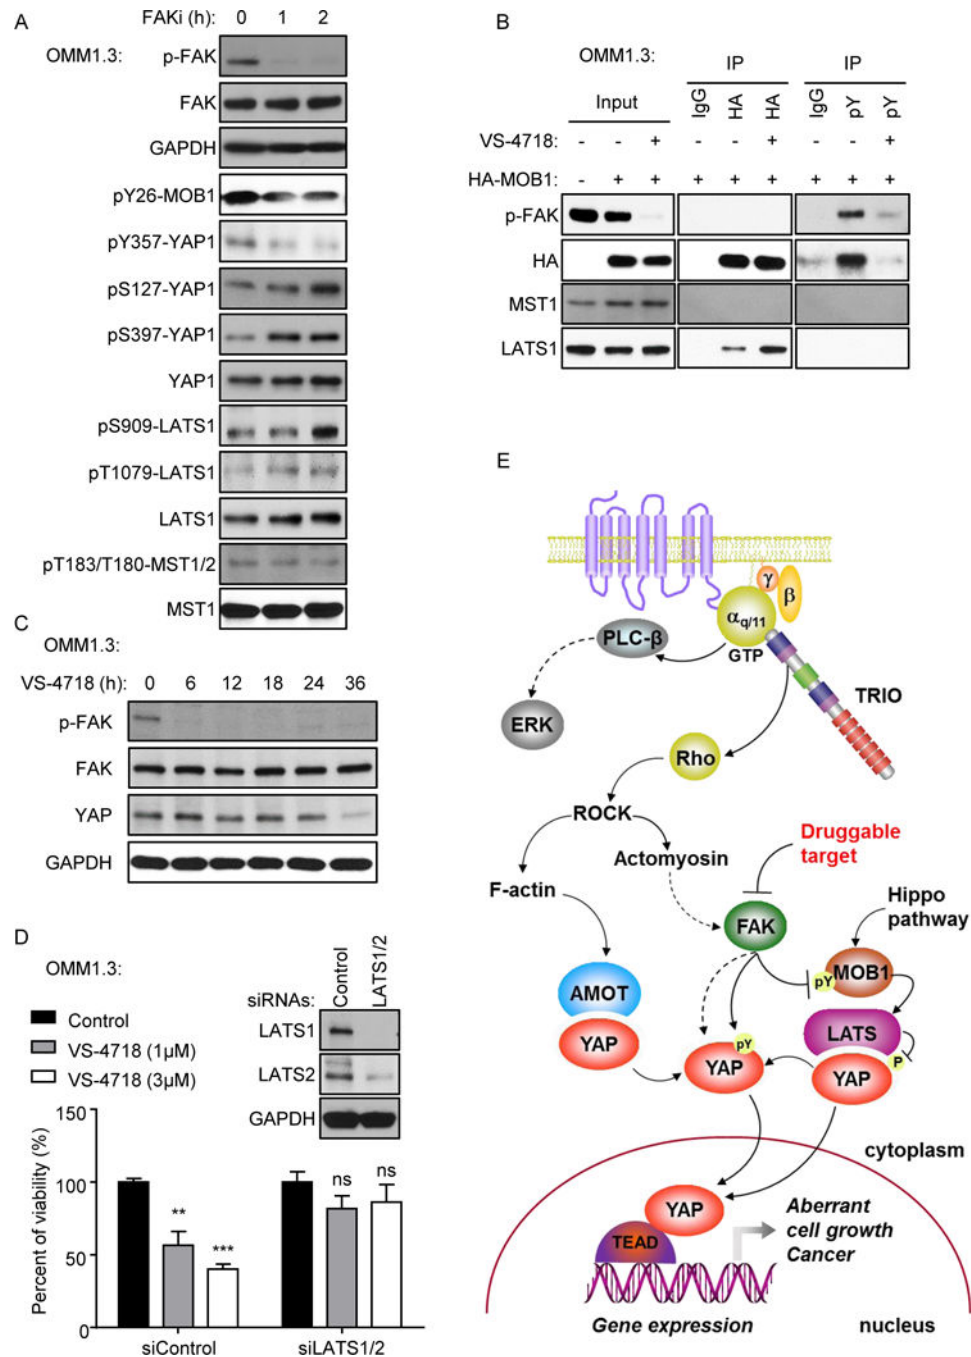 A
FAKi (h): 0 1 2
OMM1.3: p-FAK
FAK
GAPDH
pY26-MOB1
pY357-YAP1
pS127-YAP1
pS397-YAP1
YAP1
pS909-LATS1
pT1079-LATS1
LATS1
pT183/T180-MST1/2
MST1
B
OMM1.3:
IP IP
Input IgG HA HA IgG pY pY
VS-4718: - - + - - + - - +
HA-MOB1: - + + + + + + + +
p-FAK
HA
MST1
LATS1
C
OMM1.3:
VS-4718 (h): 0 6 12 18 24 36
p-FAK
FAK
YAP
GAPDH
D
OMM1.3:
Control
VS-4718 (1µM)
VS-4718 (3µM)
siRNAs: Control LATS1/2
LATS1
LATS2
GAPDH
Percent of viability (%)
150
100
50
0
**
***
ns
ns
siControl siLATS1/2
E
γ
β
αq/11
GTP
PLC-β
TRIO
ERK
Rho
ROCK
Druggable
target
Actomyosin
F-actin
Hippo
pathway
FAK
pY MOB1
AMOT
LATS
pY
P
YAP
YAP
YAP
cytoplasm
YAP
TEAD
Aberrant
cell growth
Cancer
Gene expression
nucleus